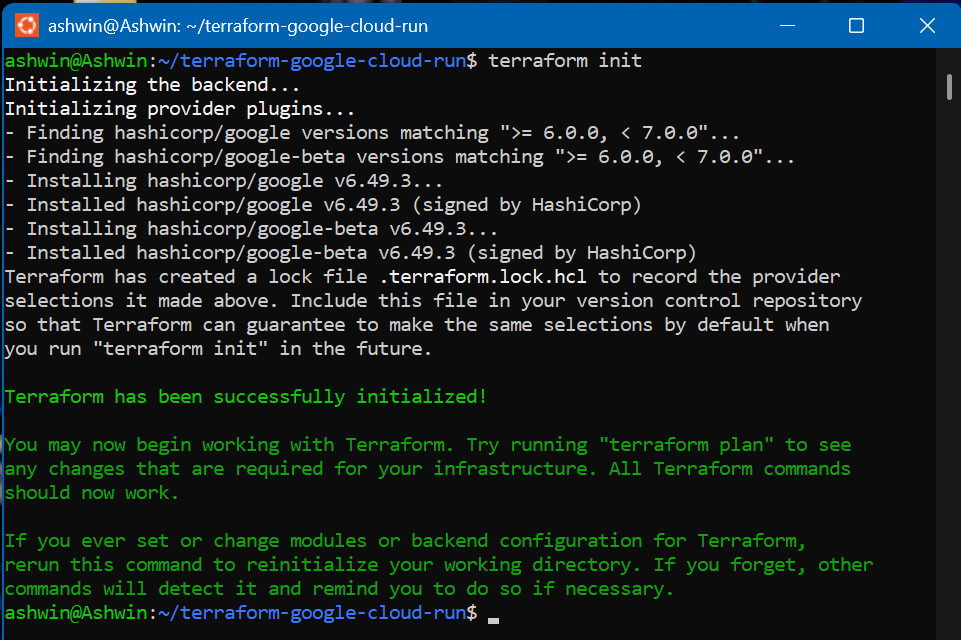 ashwin@Ashwin: ~/terraform-google-cloud-run
ashwin@Ashwin:~/terraform-google-cloud-run$ terraform init
Initializing the backend...
Initializing provider plugins...
- Finding hashicorp/google versions matching ">= 6.0.0, < 7.0.0"...
- Finding hashicorp/google-beta versions matching ">= 6.0.0, < 7.0.0"...
- Installing hashicorp/google v6.49.3...
- Installed hashicorp/google v6.49.3 (signed by HashiCorp)
- Installing hashicorp/google-beta v6.49.3...
- Installed hashicorp/google-beta v6.49.3 (signed by HashiCorp)
Terraform has created a lock file .terraform.lock.hcl to record the provider
selections it made above. Include this file in your version control repository
so that Terraform can guarantee to make the same selections by default when
you run "terraform init" in the future.
Terraform has been successfully initialized!
You may now begin working with Terraform. Try running "terraform plan" to see
any changes that are required for your infrastructure. All Terraform commands
should now work.
If you ever set or change modules or backend configuration for Terraform,
rerun this command to reinitialize your working directory. If you forget, other
commands will detect it and remind you to do so if necessary.
ashwin@Ashwin:~/terraform-google-cloud-run$